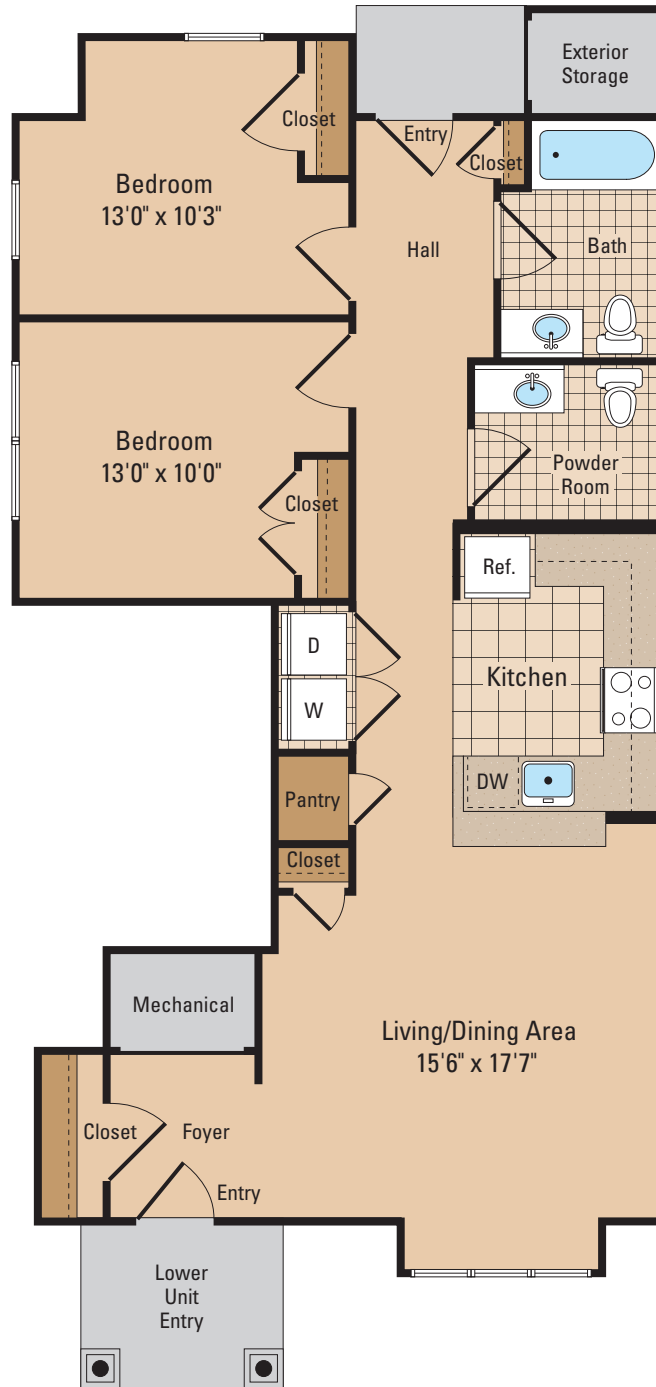 Exterior
Storage
Closet
Entry
Closet
Bedroom
13'0" x 10'3"
Hall
Bath
Bedroom
13'0" x 10'0"
Closet
Powder
Room
Ref.
D
Kitchen
W
DW
Pantry
Closet
Mechanical
Living/Dining Area
15'6" x 17'7"
Closet
Foyer
Entry
Lower
Unit
Entry